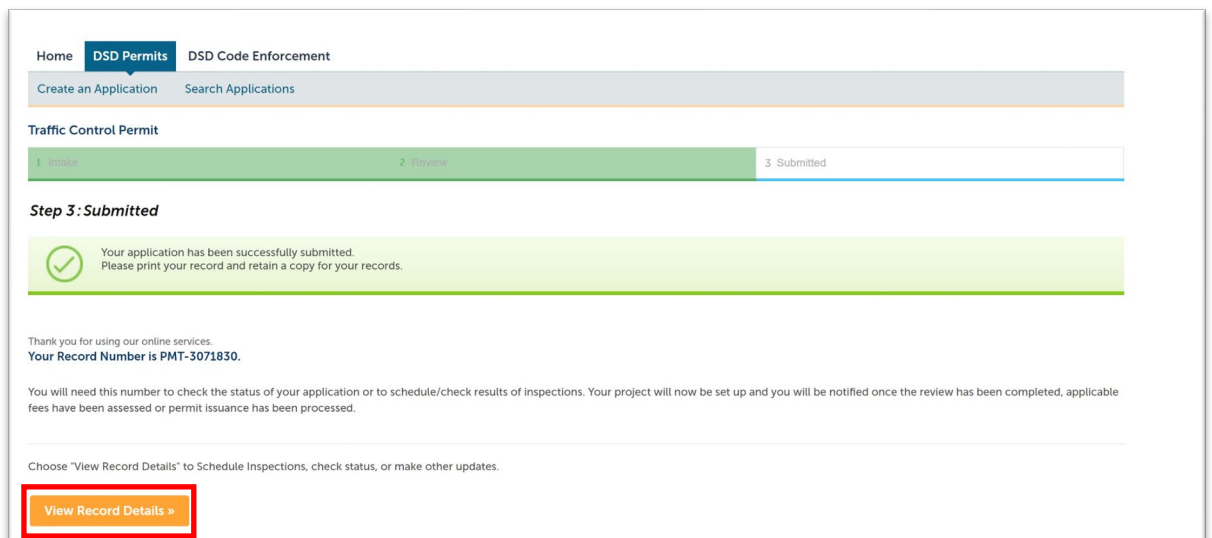 Home DSD Permits DSD Code Enforcement
Create an Application Search Applications
Traffic Control Permit
1 Intake 2 Review 3 Submitted
Step 3: Submitted
Your application has been successfully submitted.
Please print your record and retain a copy for your records.
Thank you for using our online services.
Your Record Number is PMT-3071830.
You will need this number to check the status of your application or to schedule/check results of inspections. Your project will now be set up and you will be notified once the review has been completed, applicable
fees have been assessed or permit issuance has been processed.
Choose "View Record Details" to Schedule Inspections, check status, or make other updates.
View Record Details »